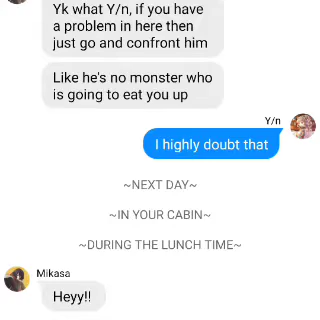 Yk what Y/n, if you have
a problem in here then
just go and confront him
Like he's no monster who
is going to eat you up
Y/n
I highly doubt that
~NEXT DAY~
~IN YOUR CABIN~
~DURING THE LUNCH TIME~
Mikasa
Heyy!!